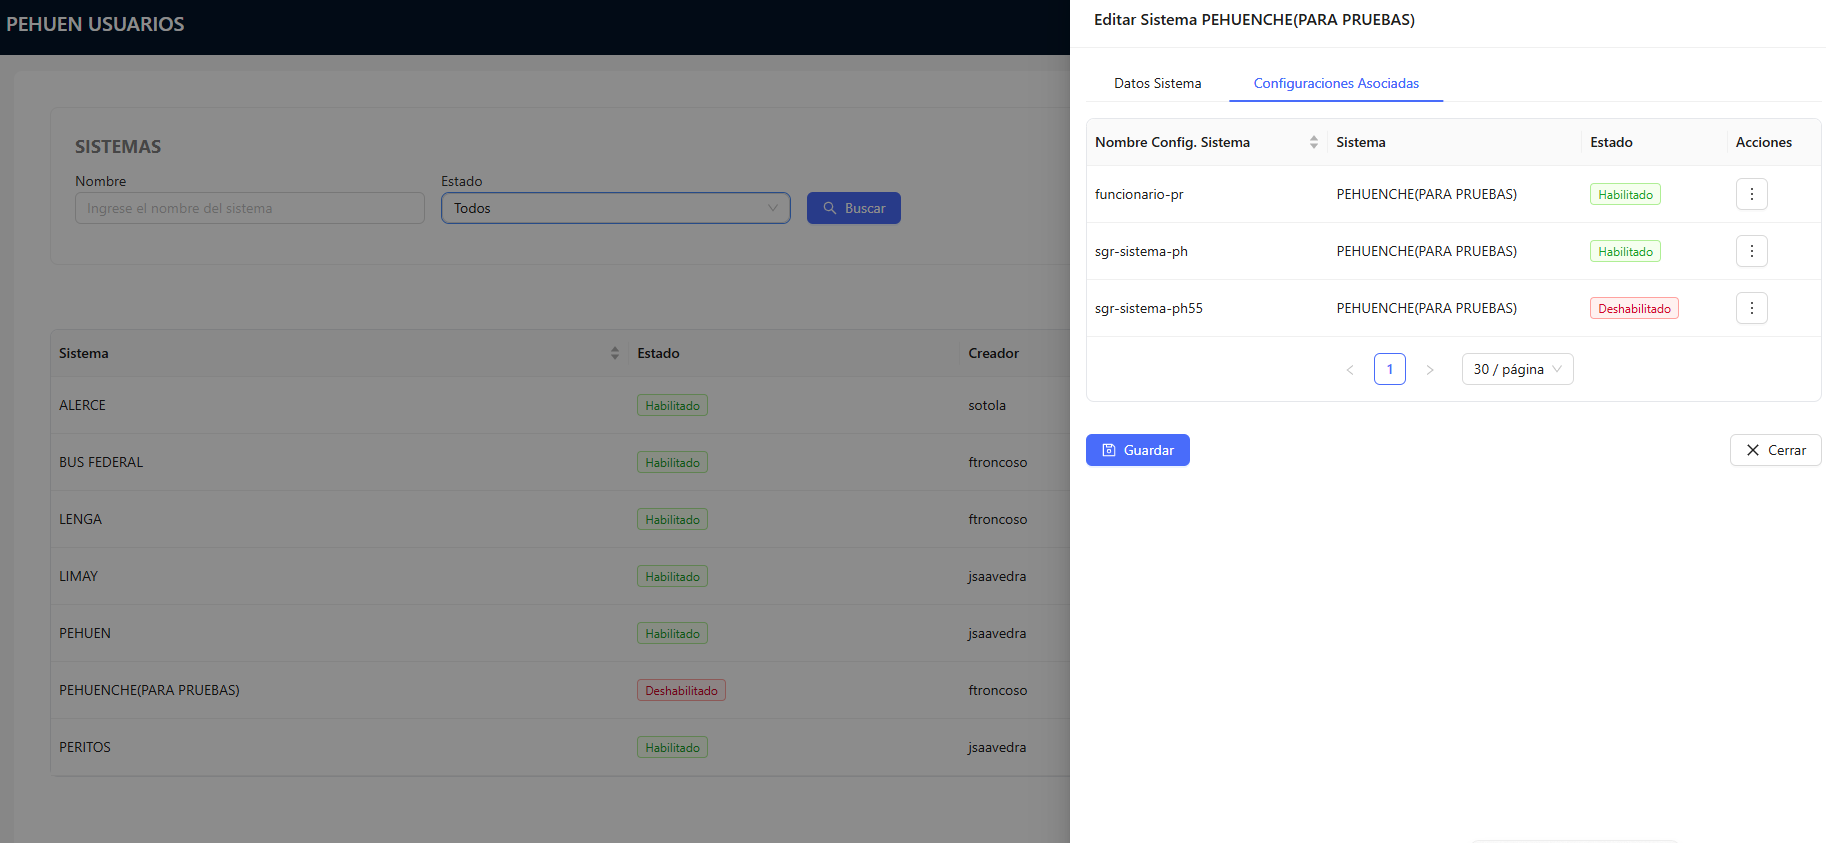 PEHUEN USUARIOS
SISTEMAS
Nombre Estado
Ingrese el nombre del sistema Todos Buscar
Sistema Estado Creador
ALERCE Habilitado sotola
BUS FEDERAL Habilitado ftroncoso
LENGA Habilitado ftroncoso
LIMAY Habilitado jsaavedra
PEHUEN Habilitado jsaavedra
PEHUENCHE(PARA PRUEBAS) Deshabilitado ftroncoso
PERITOS Habilitado jsaavedra
Editar Sistema PEHUENCHE(PARA PRUEBAS)
Datos Sistema Configuraciones Asociadas
Nombre Config. Sistema Sistema Estado Acciones
funcionario-pr PEHUENCHE(PARA PRUEBAS) Habilitado
sgr-sistema-ph PEHUENCHE(PARA PRUEBAS) Habilitado
sgr-sistema-ph55 PEHUENCHE(PARA PRUEBAS) Deshabilitado
1 30 / página
Guardar Cerrar